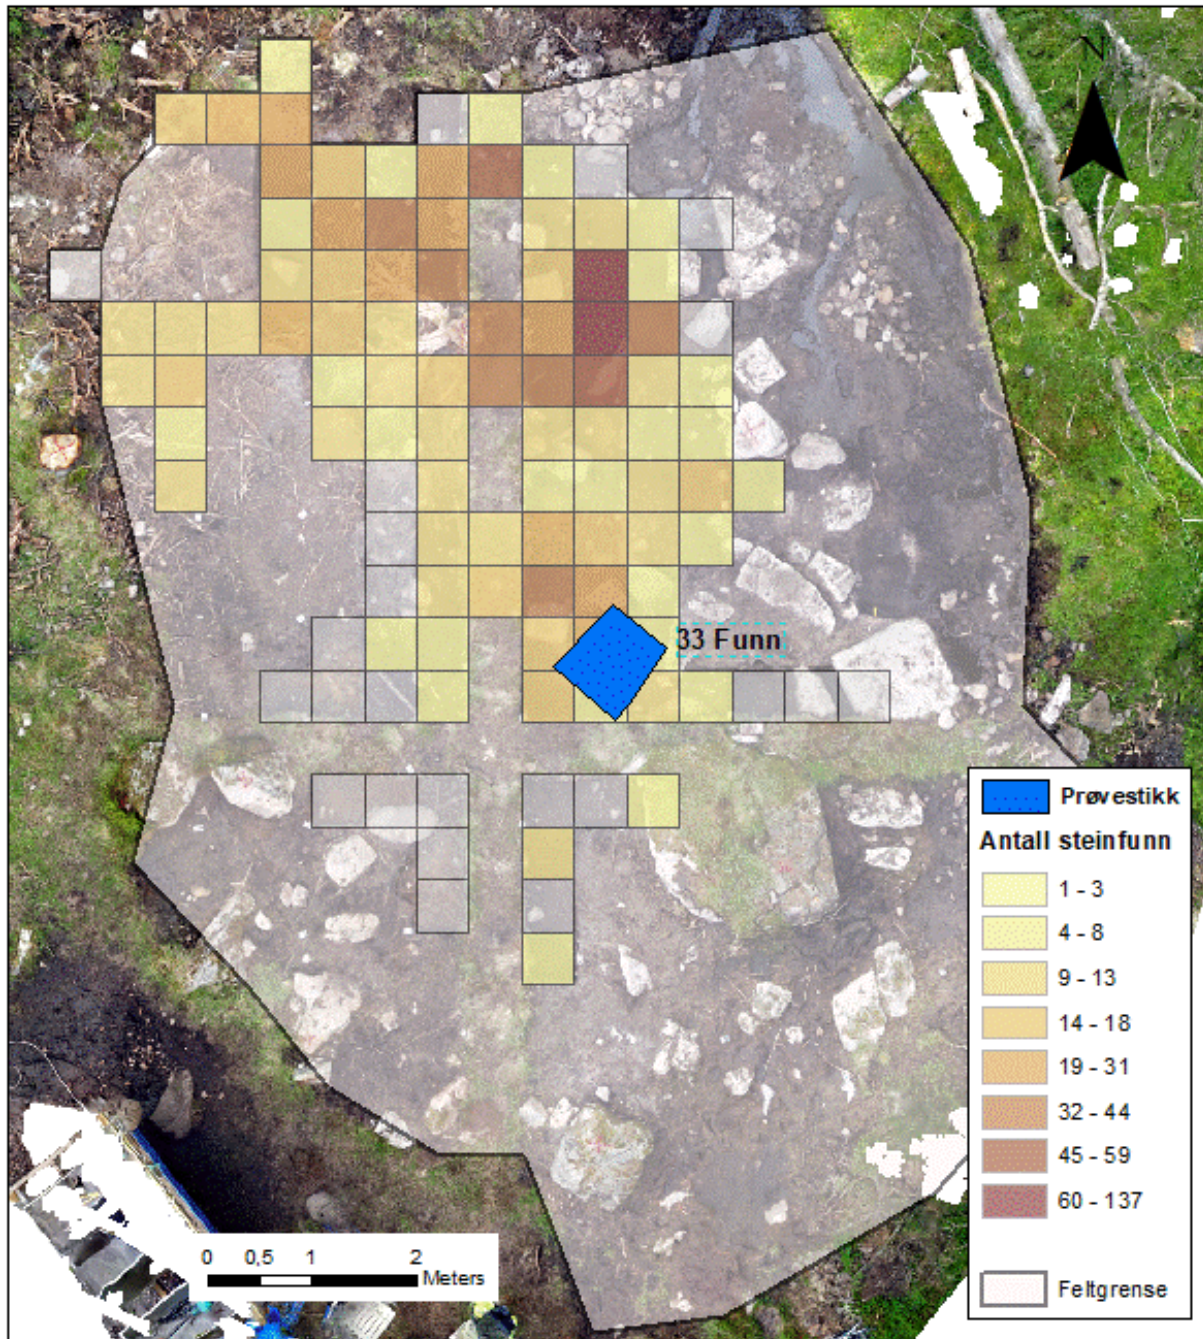 N
33 Funn
Prøvestikk
Antall steinfunn
1 - 3
4 - 8
9 - 13
14 - 18
19 - 31
32 - 44
45 - 59
60 - 137
Feltgrense
0 0,5 1 2
Meters